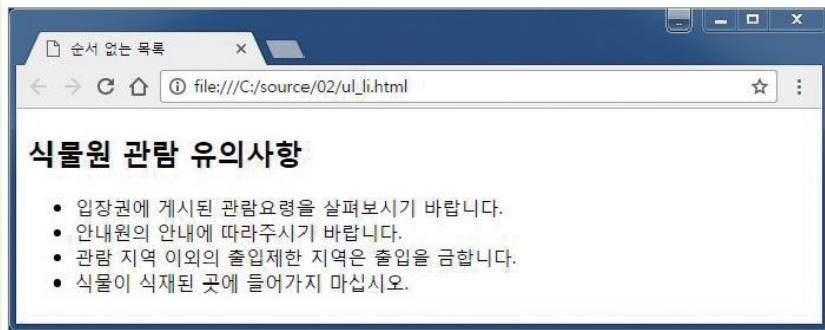 순서 없는 목록
file:///C:/source/02/ul_li.html
식물원 관람 유의사항
• 입장권에 게시된 관람요령을 살펴보시기 바랍니다.
• 안내원의 안내에 따라주시기 바랍니다.
• 관람 지역 이외의 출입제한 지역은 출입을 금합니다.
• 식물이 식재된 곳에 들어가지 마십시오.